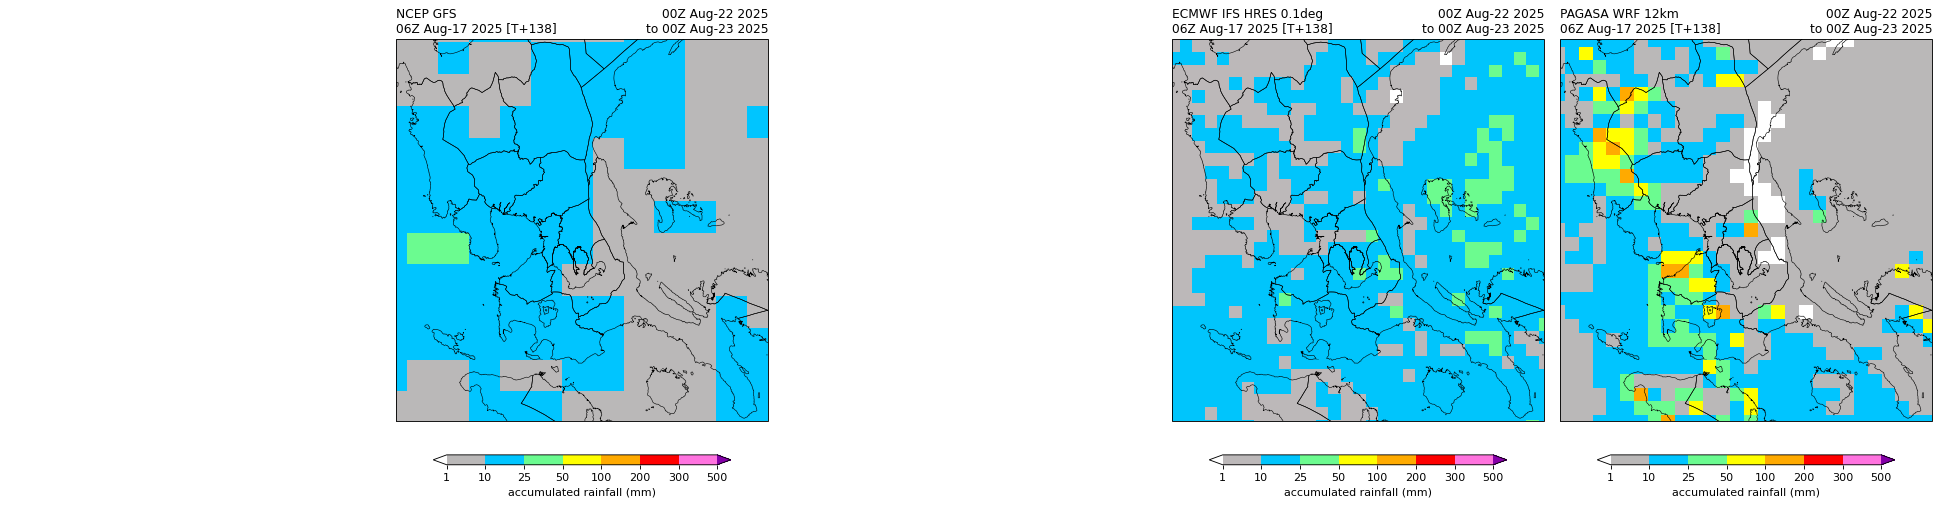 NCEP GFS 00Z Aug-22 2025
06Z Aug-17 2025 [T+138] to 00Z Aug-23 2025
1 10 25 50 100 200 300 500
accumulated rainfall (mm)
ECMWF IFS HRES 0.1deg 00Z Aug-22 2025
06Z Aug-17 2025 [T+138] to 00Z Aug-23 2025
1 10 25 50 100 200 300 500
accumulated rainfall (mm)
PAGASA WRF 12km 00Z Aug-22 2025
06Z Aug-17 2025 [T+138] to 00Z Aug-23 2025
1 10 25 50 100 200 300 500
accumulated rainfall (mm)